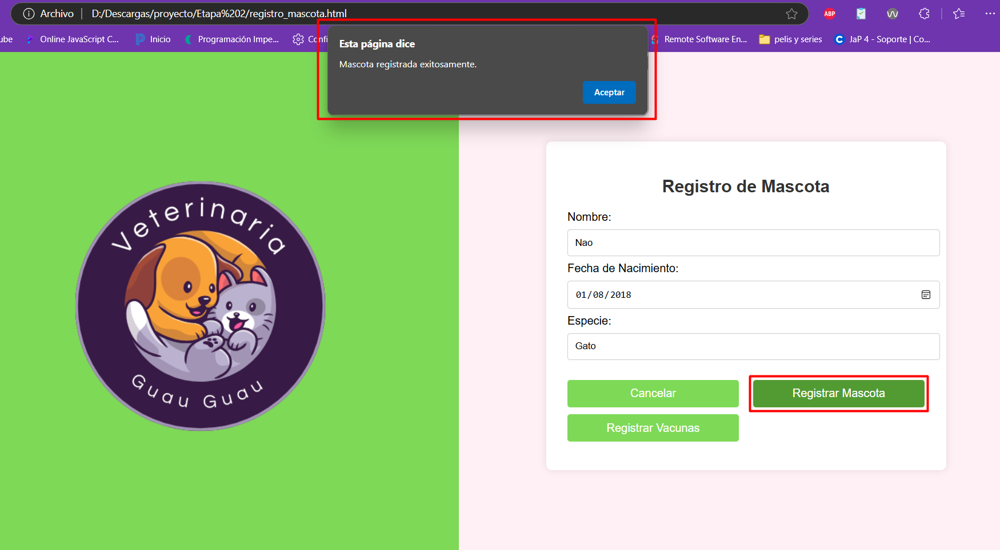 Archivo | D:/Descargas/proyecto/Etapa%202/registro_mascota.html
ABP
ube
Online JavaScript C...
Inicio
Programación Impe...
Confi
Remote Software En...
pelis y series
JaP 4 - Soporte | Co...
Esta página dice
Mascota registrada exitosamente.
Aceptar
Veterinaria
Guau Guau
Registro de Mascota
Nombre:
Nao
Fecha de Nacimiento:
01/08/2018
Especie:
Gato
Cancelar
Registrar Mascota
Registrar Vacunas